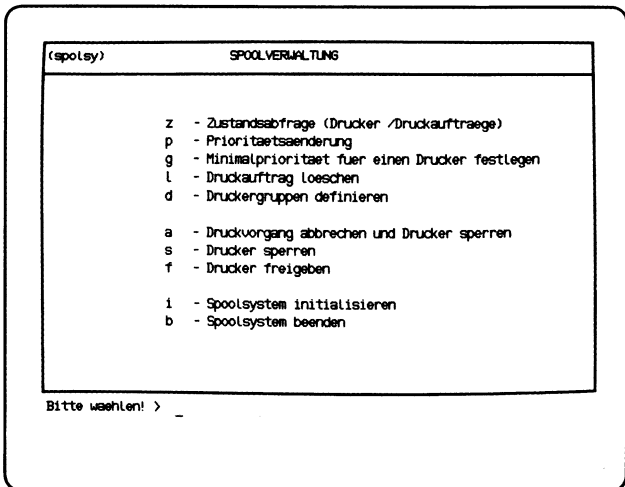 (spolsy) SPOOLVERWALTUNG
z - Zustandsabfrage (Drucker /Druckauftraege)
p - Prioritaetsaenderung
g - Minimalprioritaet fuer einen Drucker festlegen
l - Druckauftrag loeschen
d - Druckergruppen definieren
a - Druckvorgang abbrechen und Drucker sperren
s - Drucker sperren
f - Drucker freigeben
i - Spoolsystem initialisieren
b - Spoolsystem beenden
Bitte waehlen! > _